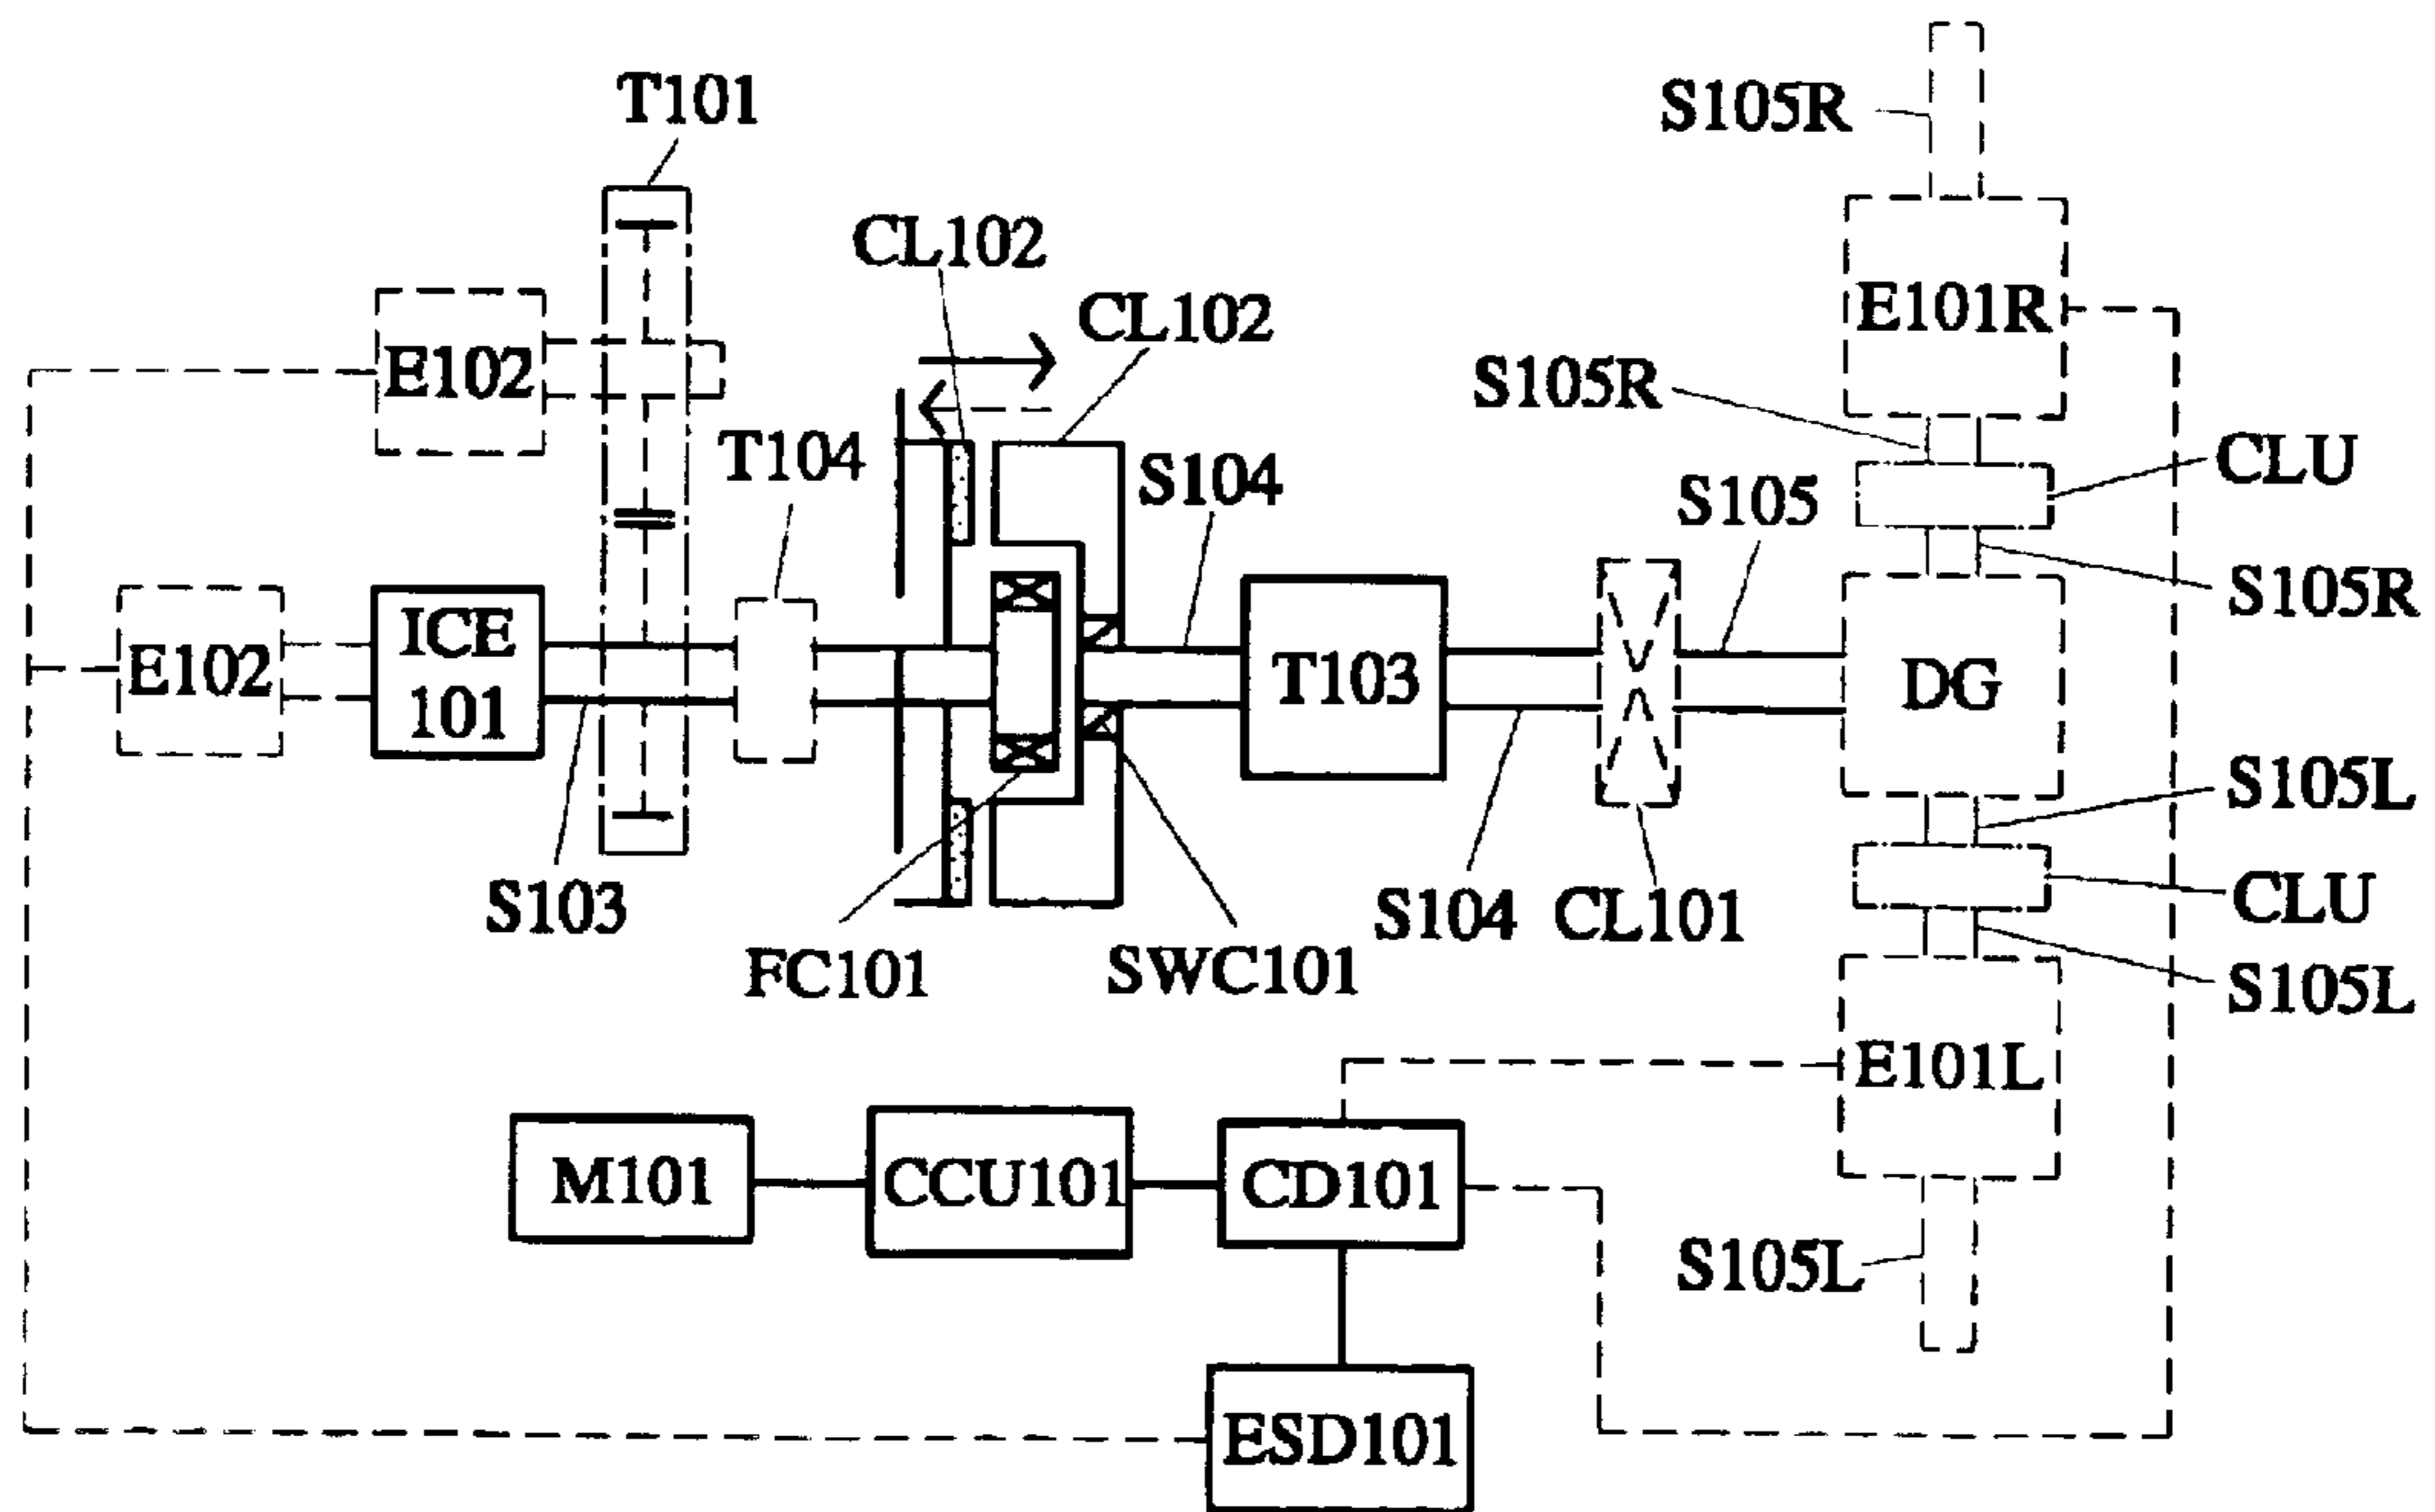 T101
S105R
CL102
CL102
E101R
E102
S105R
T104
S104
S105
CLU
S105R
ICE
101
E102
T103
DG
S105L
S103
S104
CL101
CLU
FC101
SWC101
S105L
E101L
M101
CCU101
CD101
S105L
ESD101